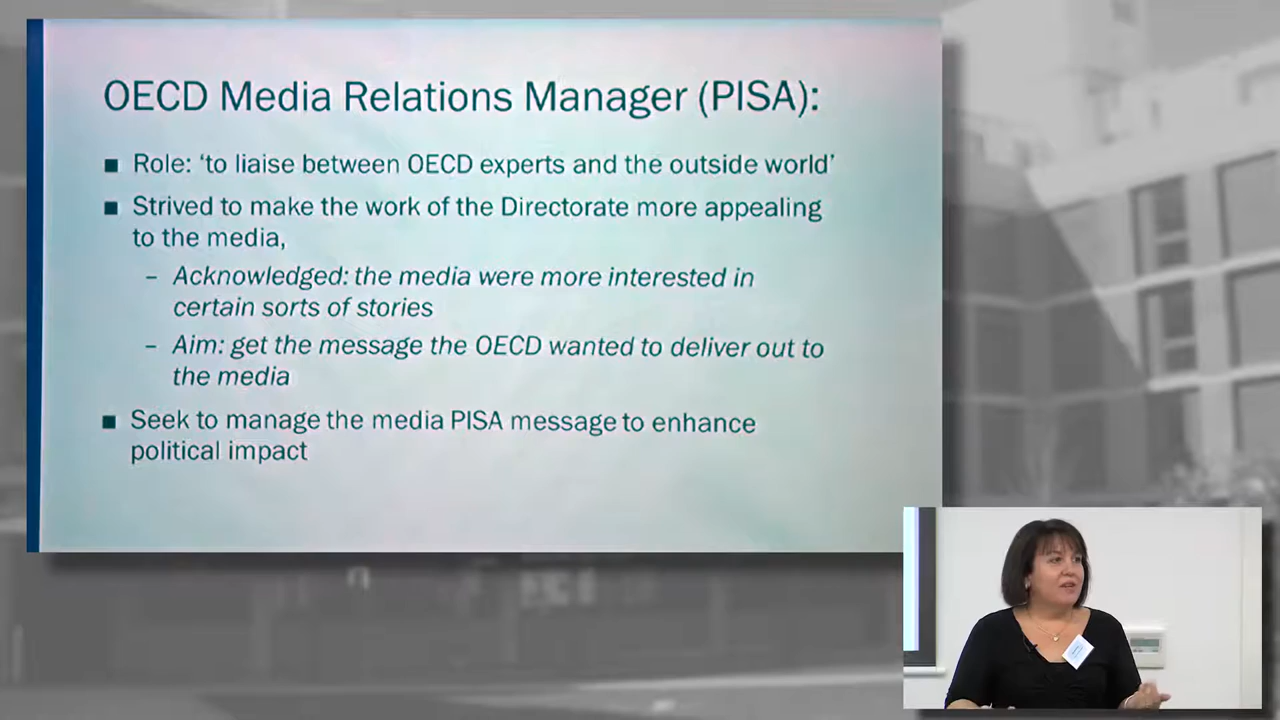 OECD Media Relations Manager (PISA):
■ Role: ‘to liaise between OECD experts and the outside world’
■ Strived to make the work of the Directorate more appealing
to the media,
– Acknowledged: the media were more interested in
certain sorts of stories
– Aim: get the message the OECD wanted to deliver out to
the media
■ Seek to manage the media PISA message to enhance
political impact